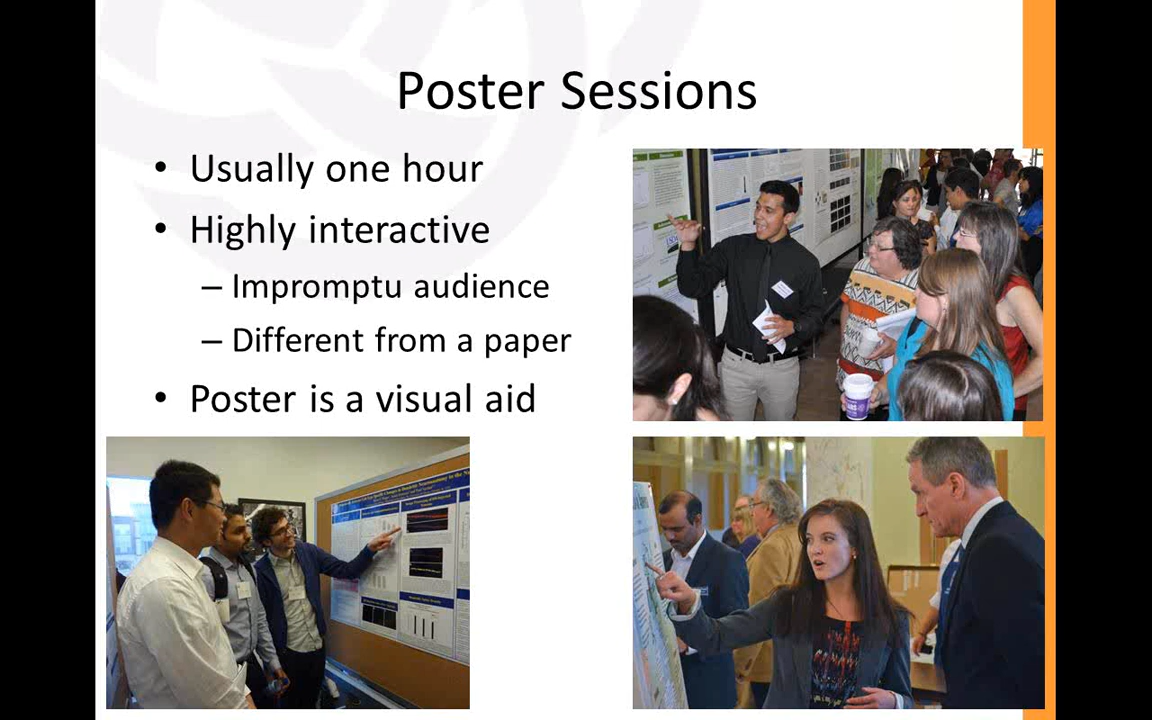 Poster Sessions
• Usually one hour
• Highly interactive
– Impromptu audience
– Different from a paper
• Poster is a visual aid